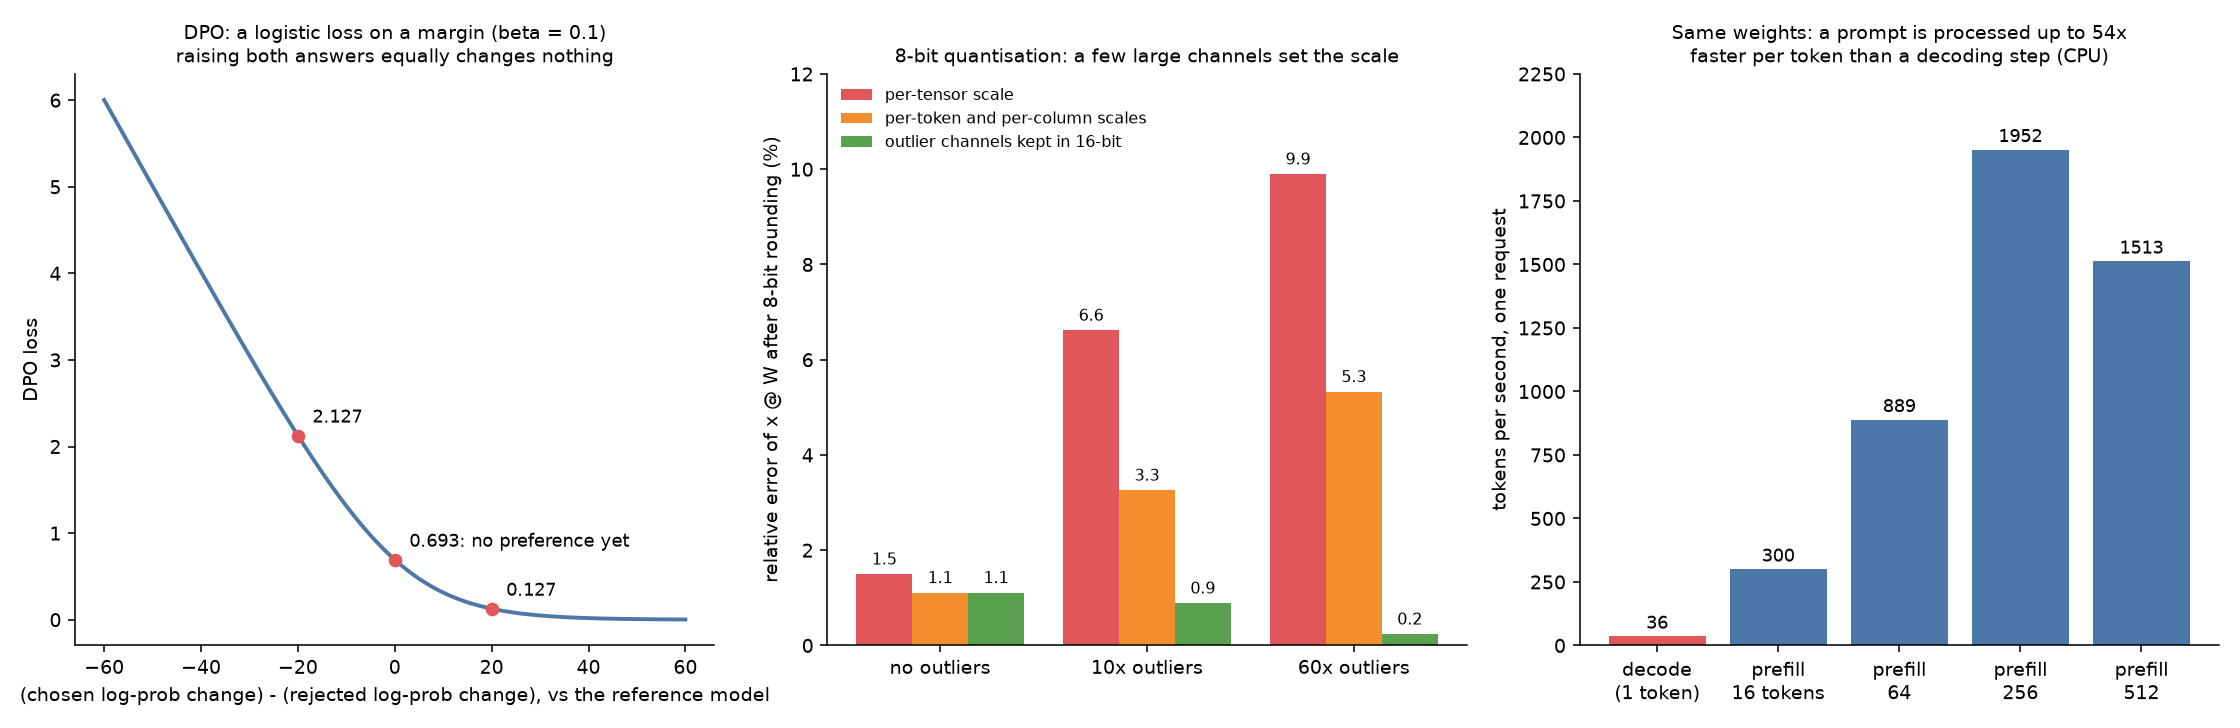 DPO: a logistic loss on a margin (beta = 0.1)
raising both answers equally changes nothing
DPO loss
6
5
4
3
2
1
0
2.127
0.693: no preference yet
0.127
−60
−40
−20
0
20
40
60
(chosen log-prob change) - (rejected log-prob change), vs the reference model
8-bit quantisation: a few large channels set the scale
relative error of x @ W after 8-bit rounding (%)
12
10
8
6
4
2
0
per-tensor scale
per-token and per-column scales
outlier channels kept in 16-bit
1.5
1.1
1.1
6.6
3.3
0.9
9.9
5.3
0.2
no outliers
10x outliers
60x outliers
Same weights: a prompt is processed up to 54x
faster per token than a decoding step (CPU)
tokens per second, one request
2250
2000
1750
1500
1250
1000
750
500
250
0
36
300
889
1952
1513
decode
(1 token)
prefill
16 tokens
prefill
64
prefill
256
prefill
512